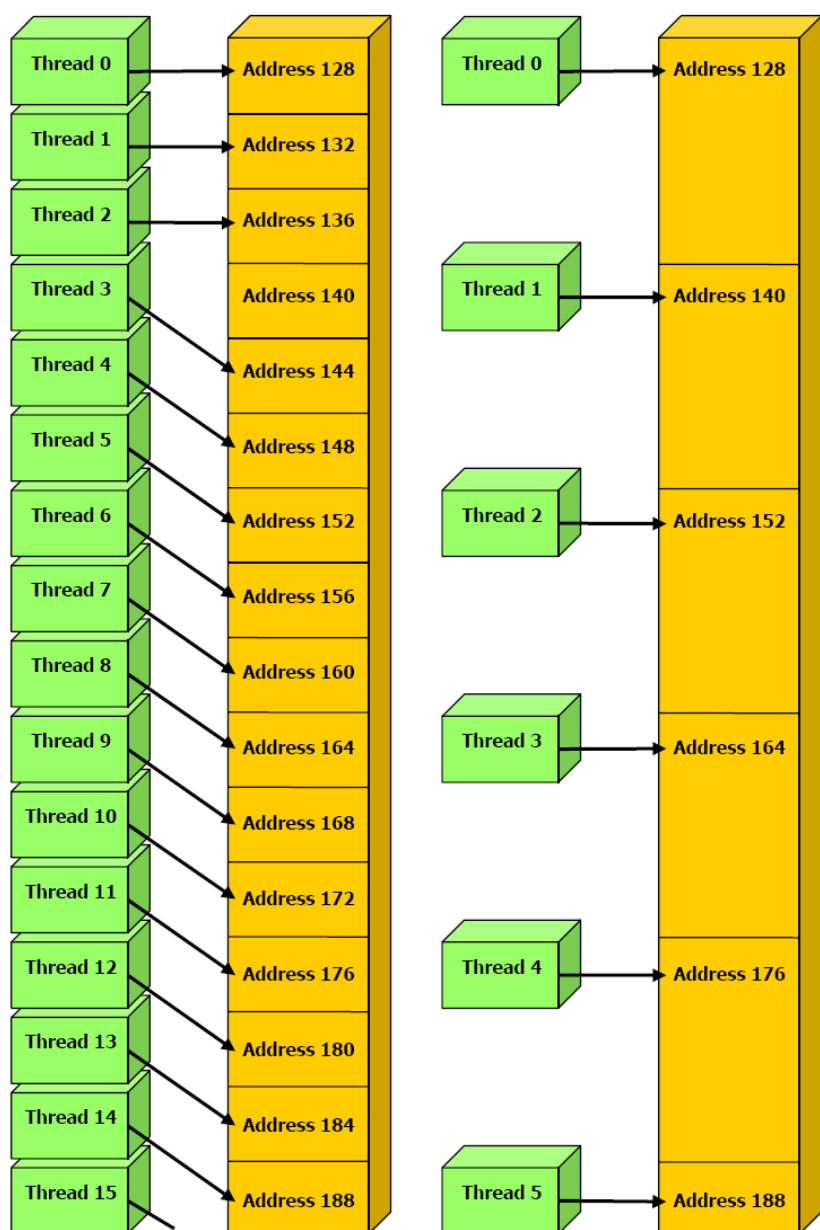 Thread 0
Address 128
Thread 1
Address 132
Thread 2
Address 136
Thread 3
Address 140
Thread 4
Address 144
Thread 5
Address 148
Thread 6
Address 152
Thread 7
Address 156
Thread 8
Address 160
Thread 9
Address 164
Thread 10
Address 168
Thread 11
Address 172
Thread 12
Address 176
Thread 13
Address 180
Thread 14
Address 184
Thread 15
Address 188
Thread 0
Address 128
Thread 1
Address 140
Thread 2
Address 152
Thread 3
Address 164
Thread 4
Address 176
Thread 5
Address 188